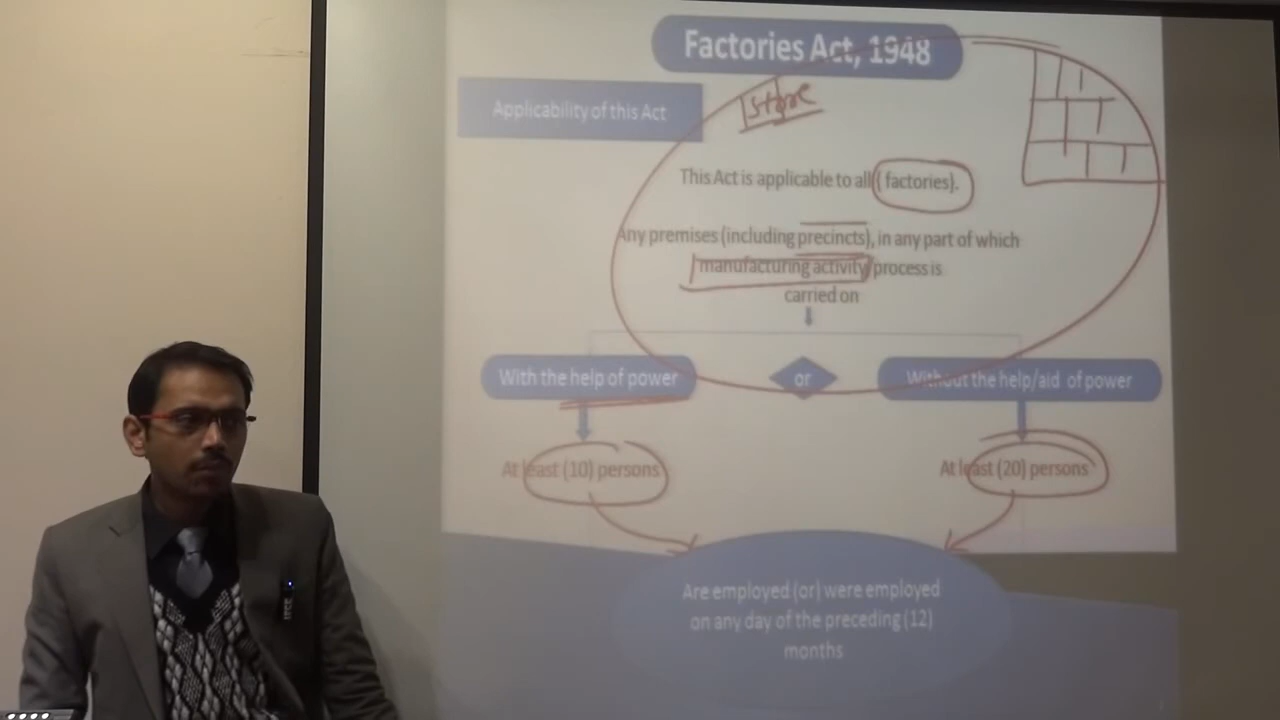 Factories Act, 1948
Applicability of this Act
Store
This Act is applicable to all ( factories).
Any premises (including precincts), in any part of which
manufacturing activity process is
carried on
With the help of power
or
Without the help/aid of power
At least (10) persons
At least (20) persons
Are employed (or) were employed
on any day of the preceding (12)
months